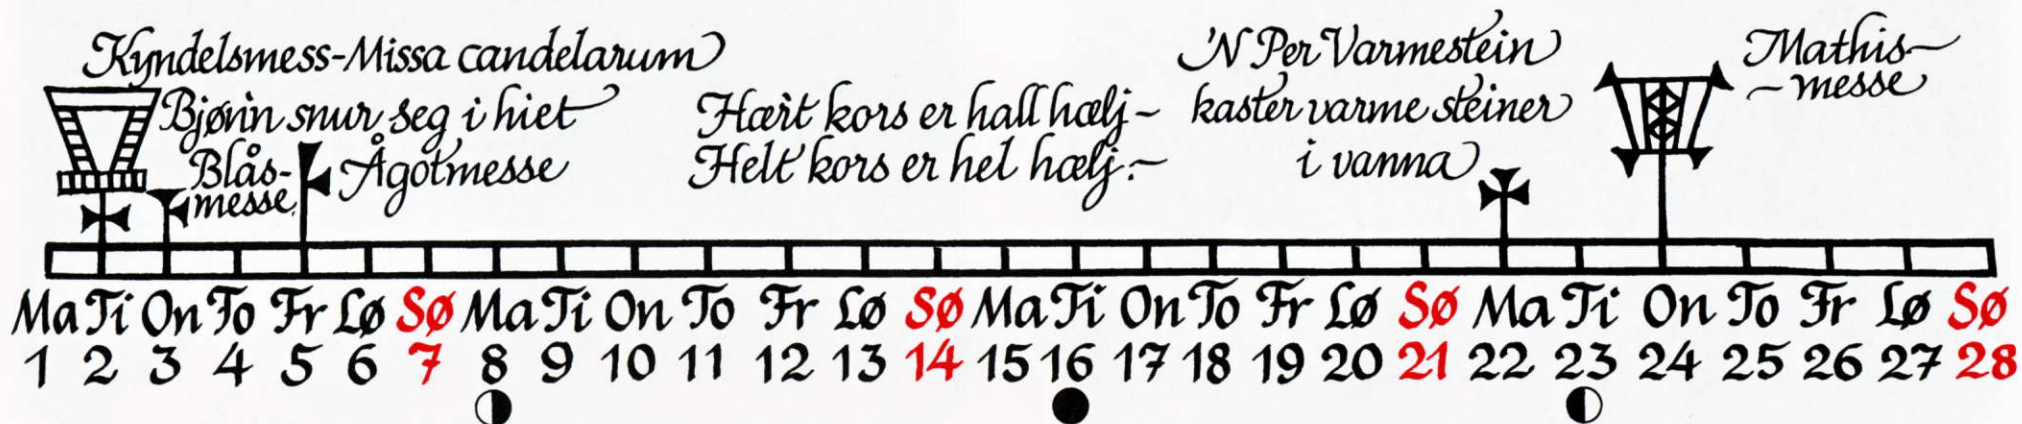 Kyndelsmess-Missa candelarum
Bjønn snur seg i hiet
Blås-
messe.
Ågotmesse
Hært kors er hall hælj~
Helt kors er hel hælj.~
'N Per Varmestein
kaster varme steiner
i vanna
Mathis~
~messe
Ma Ti On To Fr Lø Sø Ma Ti On To Fr Lø Sø Ma Ti On To Fr Lø Sø Ma Ti On To Fr Lø Sø
1 2 3 4 5 6 7 8 9 10 11 12 13 14 15 16 17 18 19 20 21 22 23 24 25 26 27 28